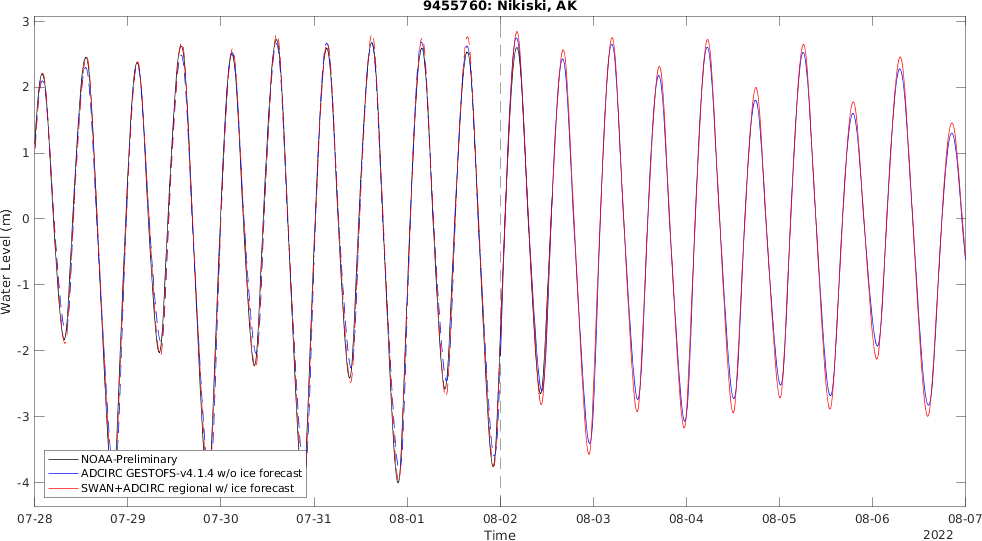 9455760: Nikiski, AK
3
2
1
0
-1
-2
-3
-4
Water Level (m)
NOAA-Preliminary
ADCIRC GESTOFS-v4.1.4 w/o ice forecast
SWAN+ADCIRC regional w/ ice forecast
07-28 07-29 07-30 07-31 08-01 08-02 08-03 08-04 08-05 08-06 08-07
Time
2022